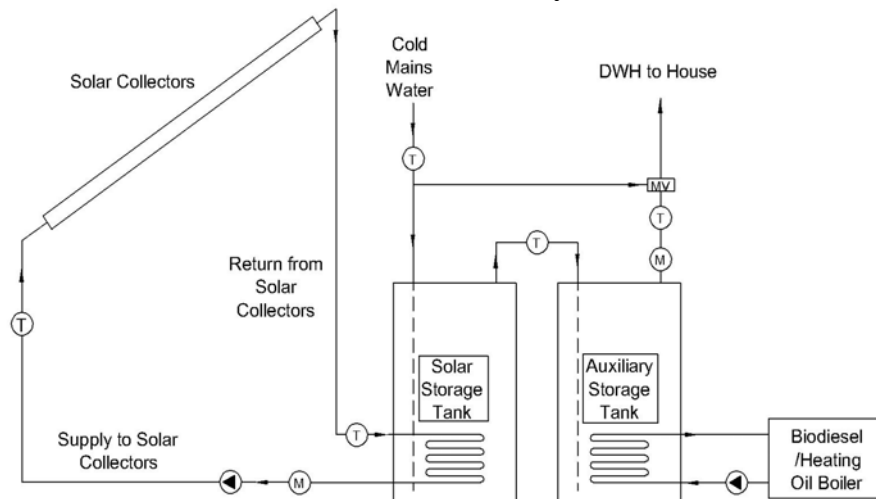 Solar Collectors
Cold
Mains
Water
DWH to House
T
MV
T
T
M
Return from
Solar
Collectors
T
Solar
Storage
Tank
Auxiliary
Storage
Tank
Supply to Solar
Collectors
T
M
Biodiesel
/Heating
Oil Boiler